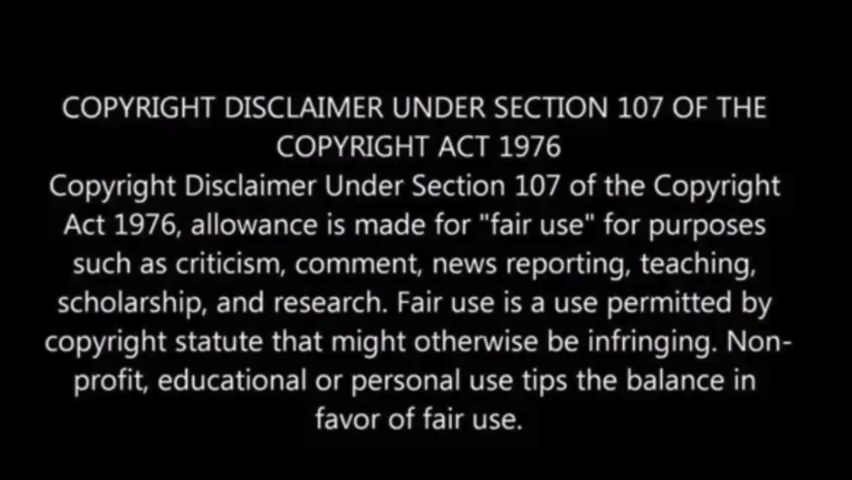 COPYRIGHT DISCLAIMER UNDER SECTION 107 OF THE
COPYRIGHT ACT 1976
Copyright Disclaimer Under Section 107 of the Copyright
Act 1976, allowance is made for "fair use" for purposes
such as criticism, comment, news reporting, teaching,
scholarship, and research. Fair use is a use permitted by
copyright statute that might otherwise be infringing. Non-
profit, educational or personal use tips the balance in
favor of fair use.